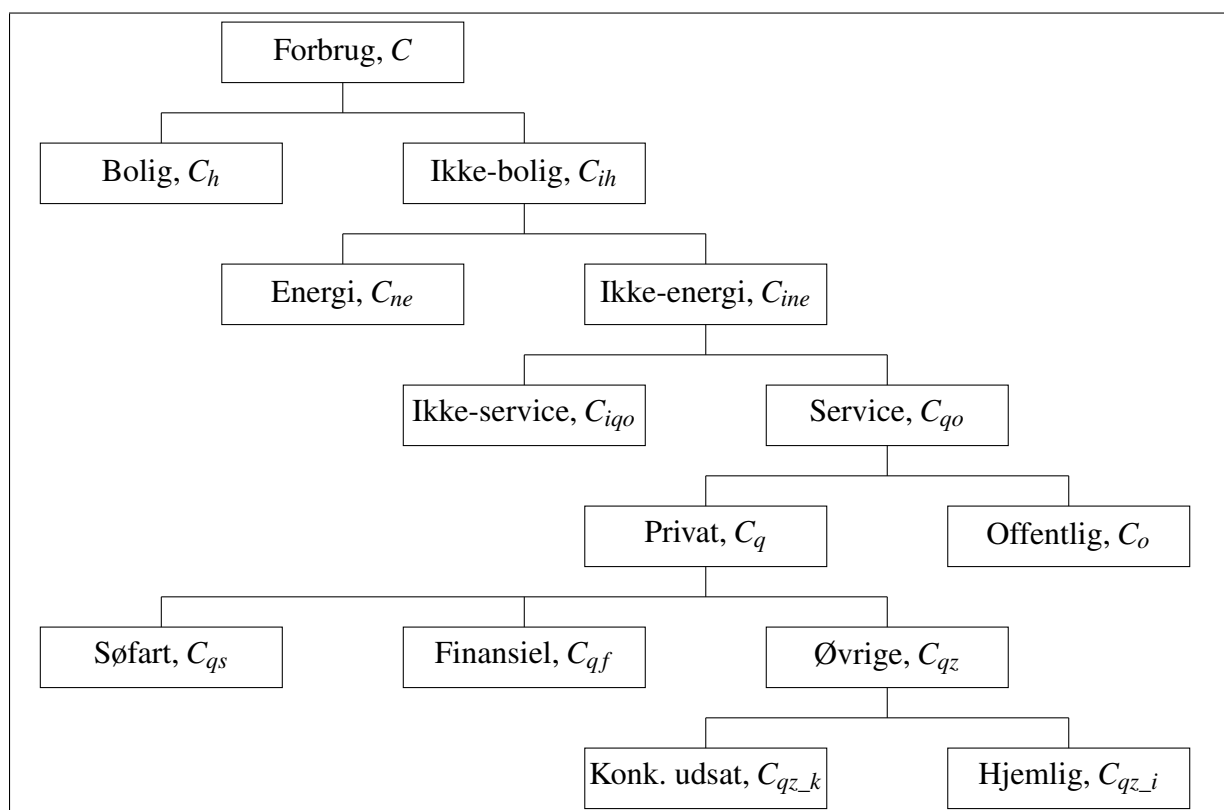 Forbrug, C
Bolig, C_h
Ikke-bolig, C_ih
Energi, C_ne
Ikke-energi, C_ine
Ikke-service, C_iqo
Service, C_qo
Privat, C_q
Offentlig, C_o
Søfart, C_qs
Finansiel, C_qf
Øvrige, C_qz
Konk. udsat, C_qz_k
Hjemlig, C_qz_i